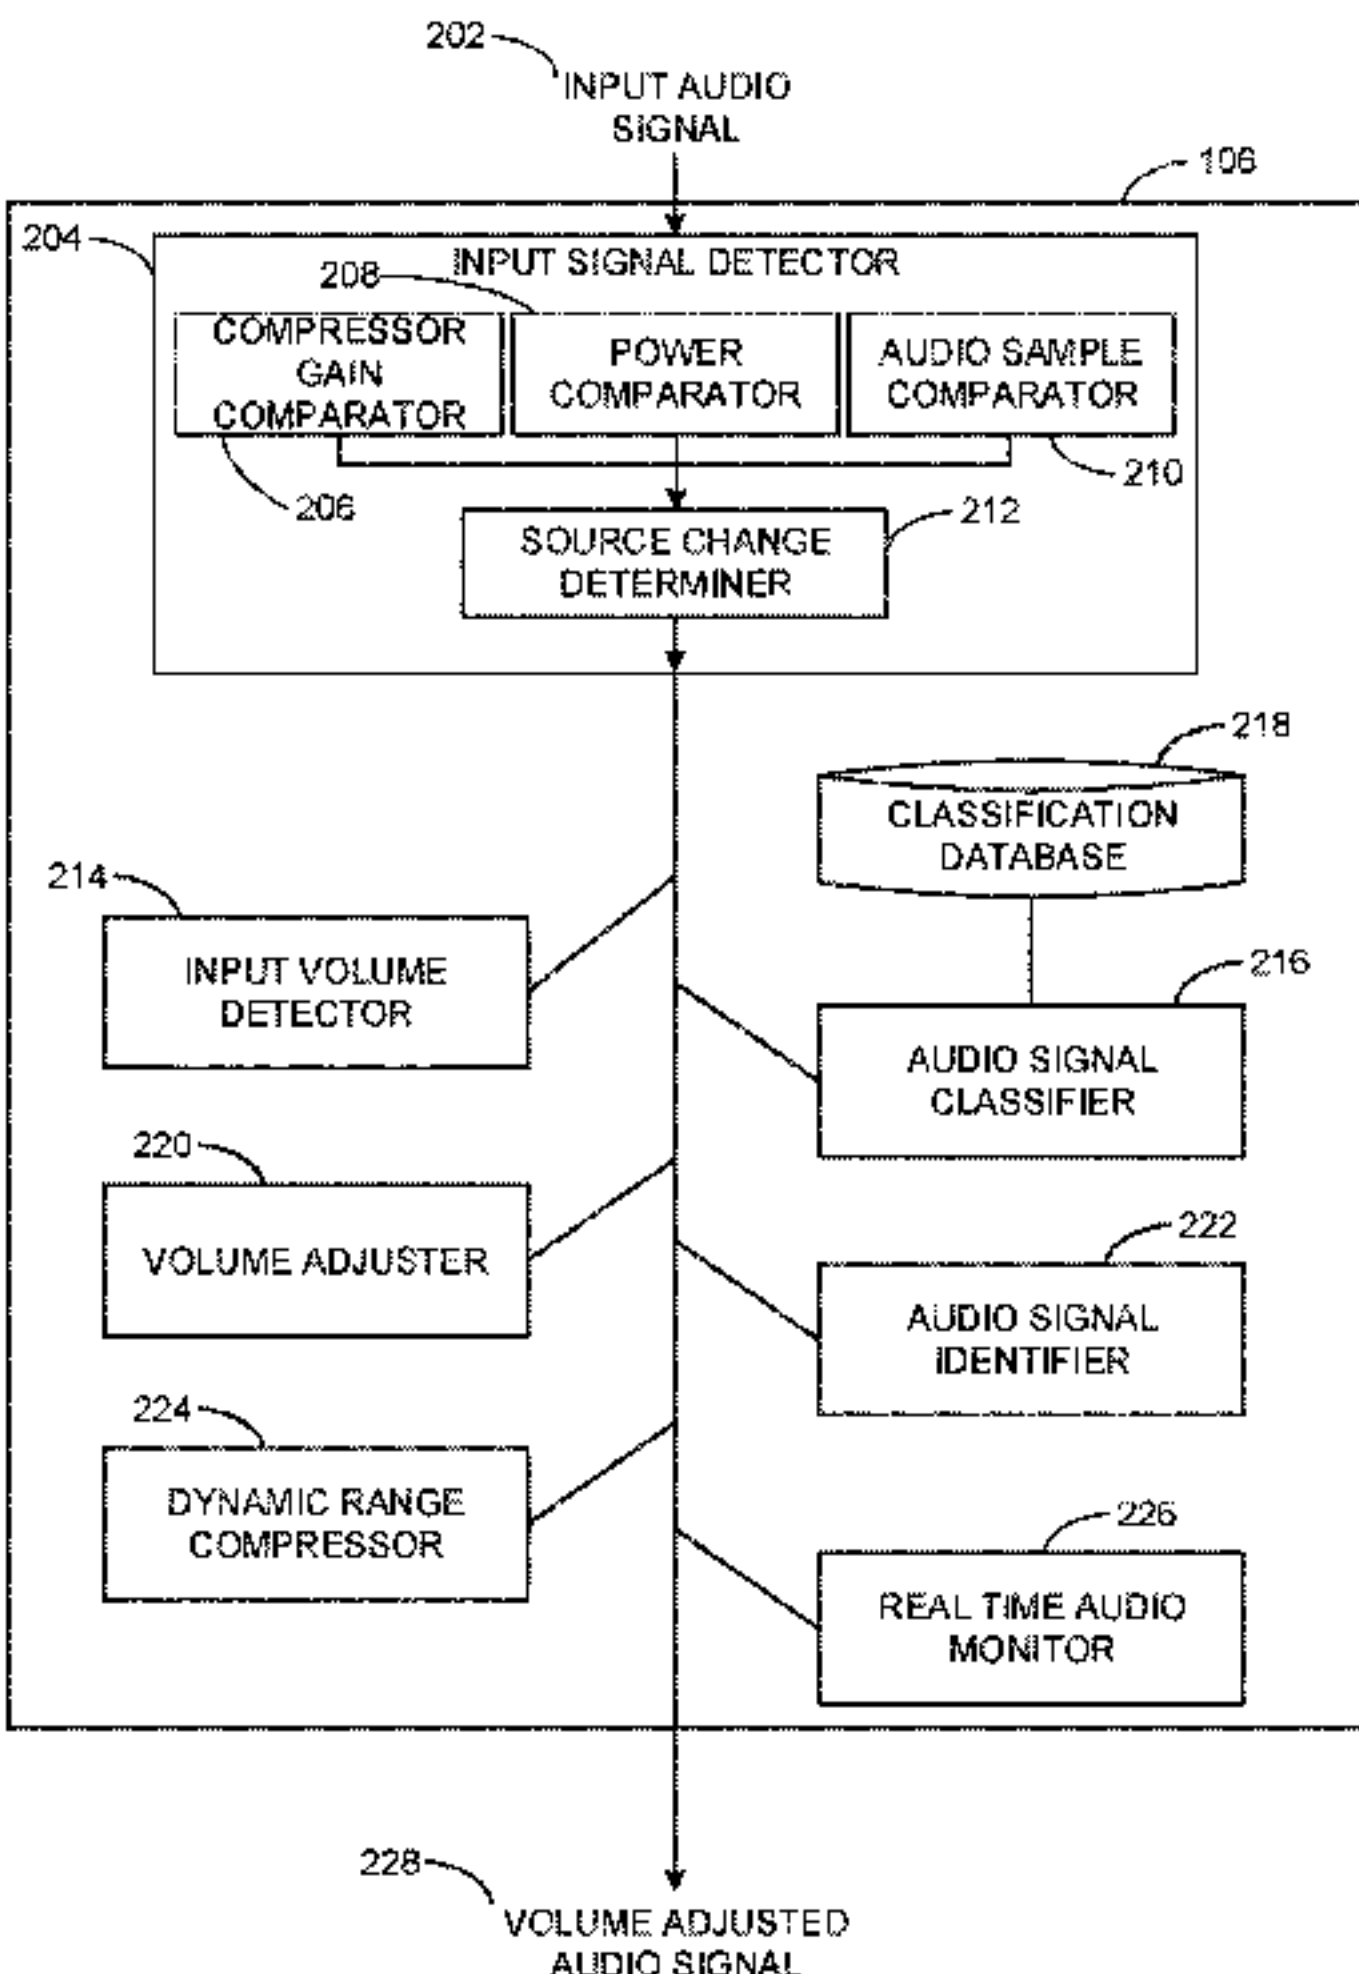 202
INPUT AUDIO
SIGNAL
106
204
INPUT SIGNAL DETECTOR
208
COMPRESSOR
GAIN
COMPARATOR
POWER
COMPARATOR
AUDIO SAMPLE
COMPARATOR
206
210
212
SOURCE CHANGE
DETERMINER
218
CLASSIFICATION
DATABASE
214
INPUT VOLUME
DETECTOR
216
AUDIO SIGNAL
CLASSIFIER
220
VOLUME ADJUSTER
222
AUDIO SIGNAL
IDENTIFIER
224
DYNAMIC RANGE
COMPRESSOR
226
REAL TIME AUDIO
MONITOR
228
VOLUME ADJUSTED
AUDIO SIGNAL